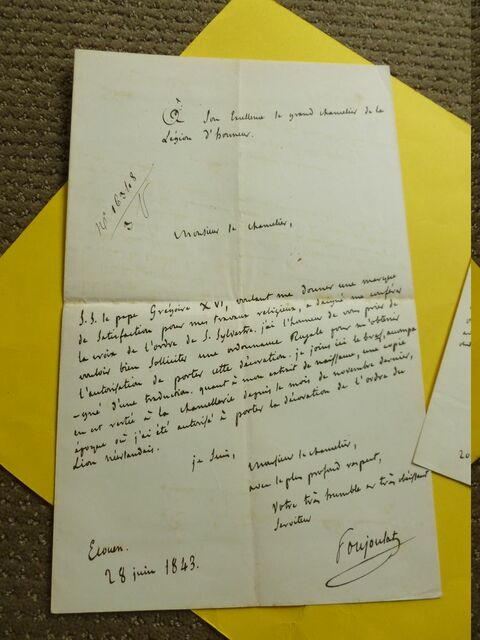 À Son Excellence le grand chancelier de la
Légion d'honneur.
N° 16348
Monsieur le chancelier,
S. S. le pape Grégoire XVI, voulant me donner une marque
de satisfaction pour mes travaux religieux, a daigné me conférer
la croix de l'ordre de S. Sylvestre. j'ai l'honneur de vous prier de
vouloir bien solliciter une ordonnance Royale pour m'obtenir
l'autorisation de porter cette décoration. je joins ici le bref, accompa
-gné d'une traduction. quant à mon extrait de naissance, une copie
en est restée à la chancellerie depuis le mois de novembre dernier,
époque où j'ai été autorisé à porter la décoration de l'ordre du
Lion néerlandais.
je suis,
Monsieur le chancelier,
avec le plus profond respect,
Votre très humble et très obéissant
serviteur
Poujoulat
Ecouen.
28 juin 1843.
20